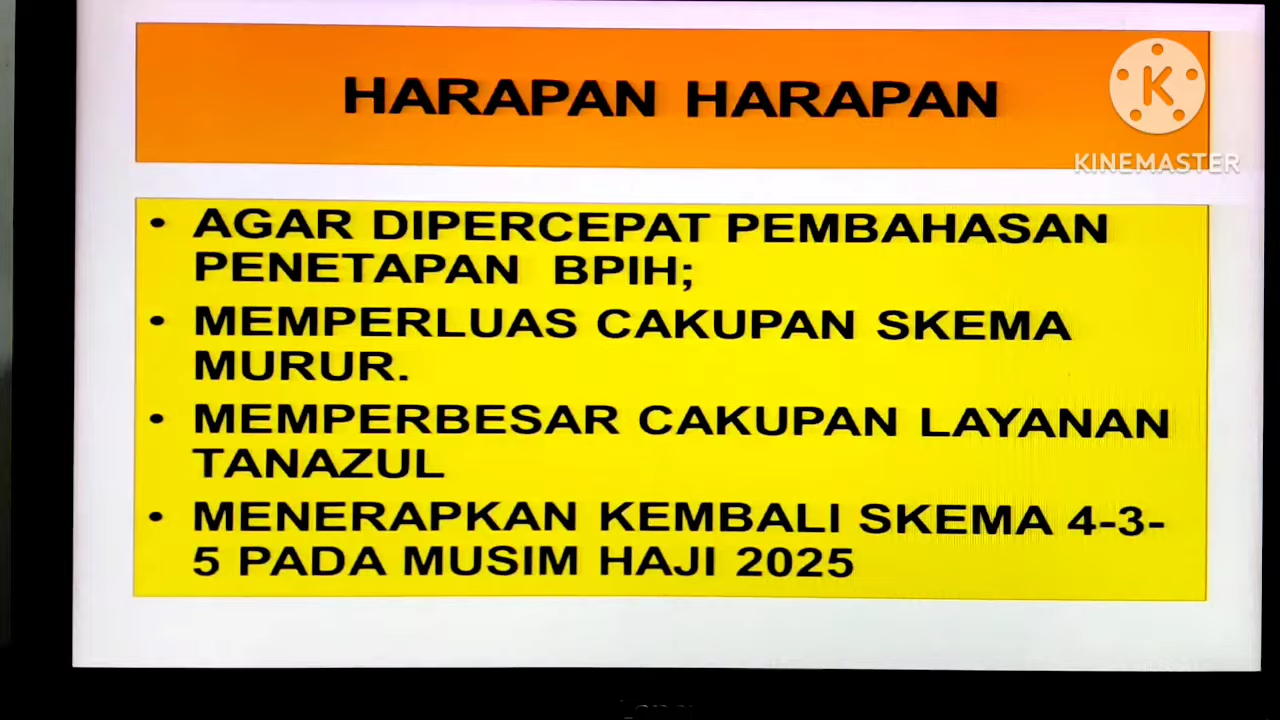 HARAPAN HARAPAN
K
KINEMASTER
• AGAR DIPERCEPAT PEMBAHASAN
PENETAPAN BPIH;
• MEMPERLUAS CAKUPAN SKEMA
MURUR.
• MEMPERBESAR CAKUPAN LAYANAN
TANAZUL
• MENERAPKAN KEMBALI SKEMA 4-3-
5 PADA MUSIM HAJI 2025